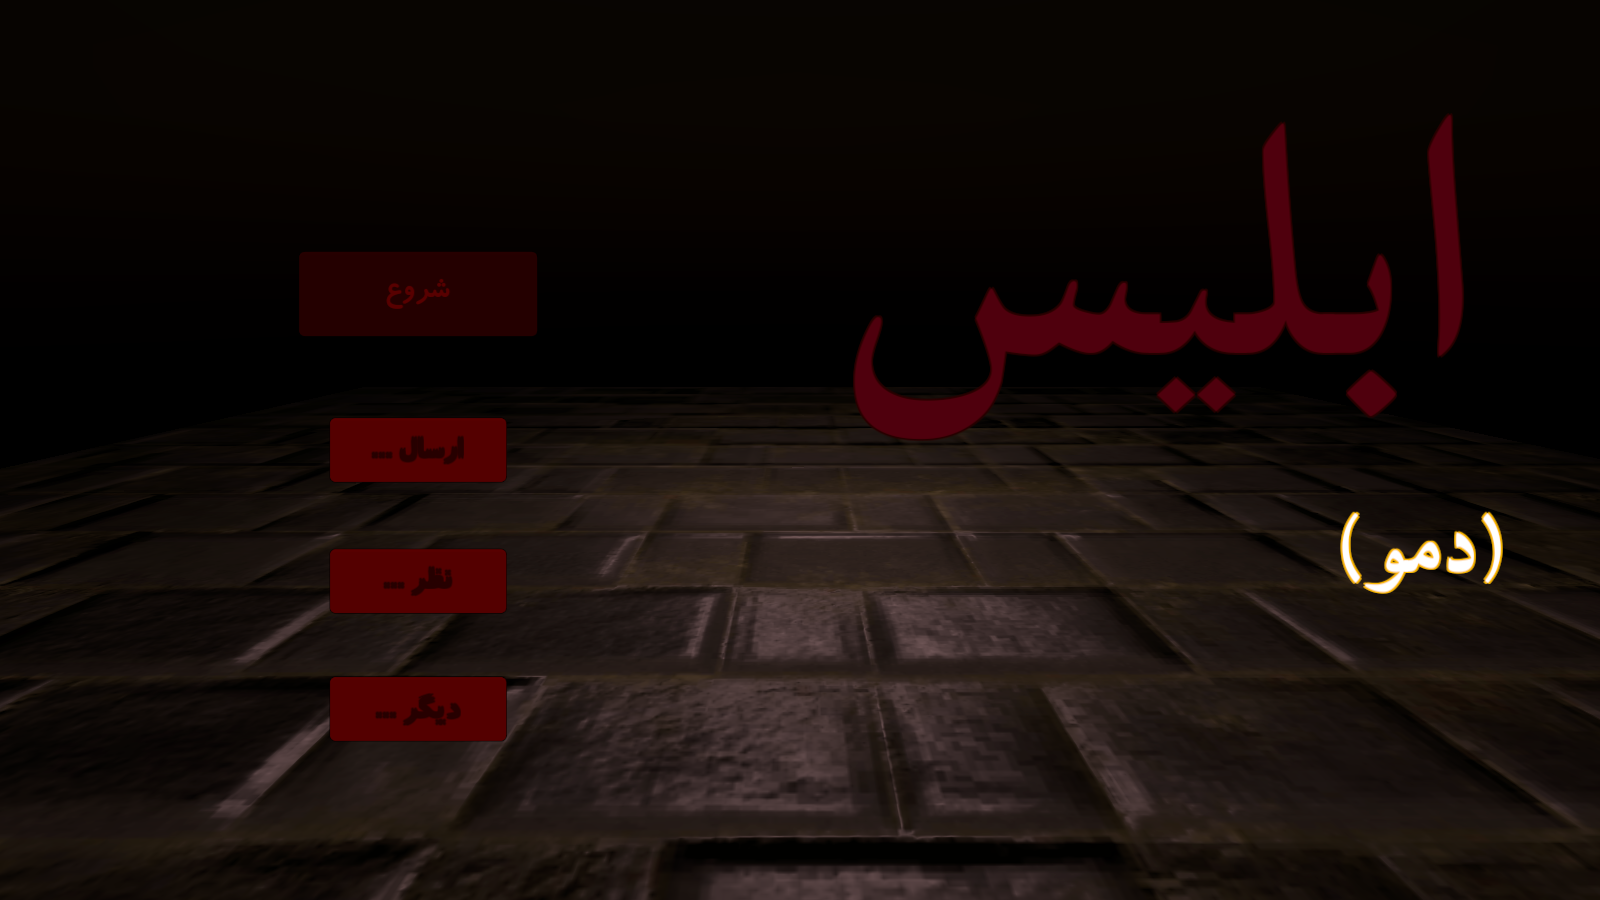 ابلیس
(دمو)
شروع
ارسال ...
نظر ...
دیگر ...